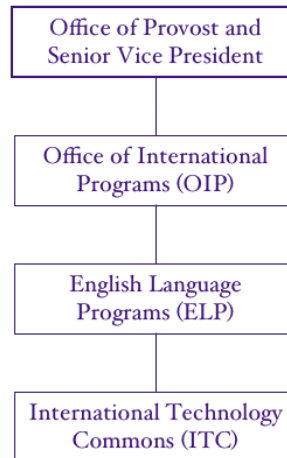 Office of Provost and
Senior Vice President
Office of International
Programs (OIP)
English Language
Programs (ELP)
International Technology
Commons (ITC)